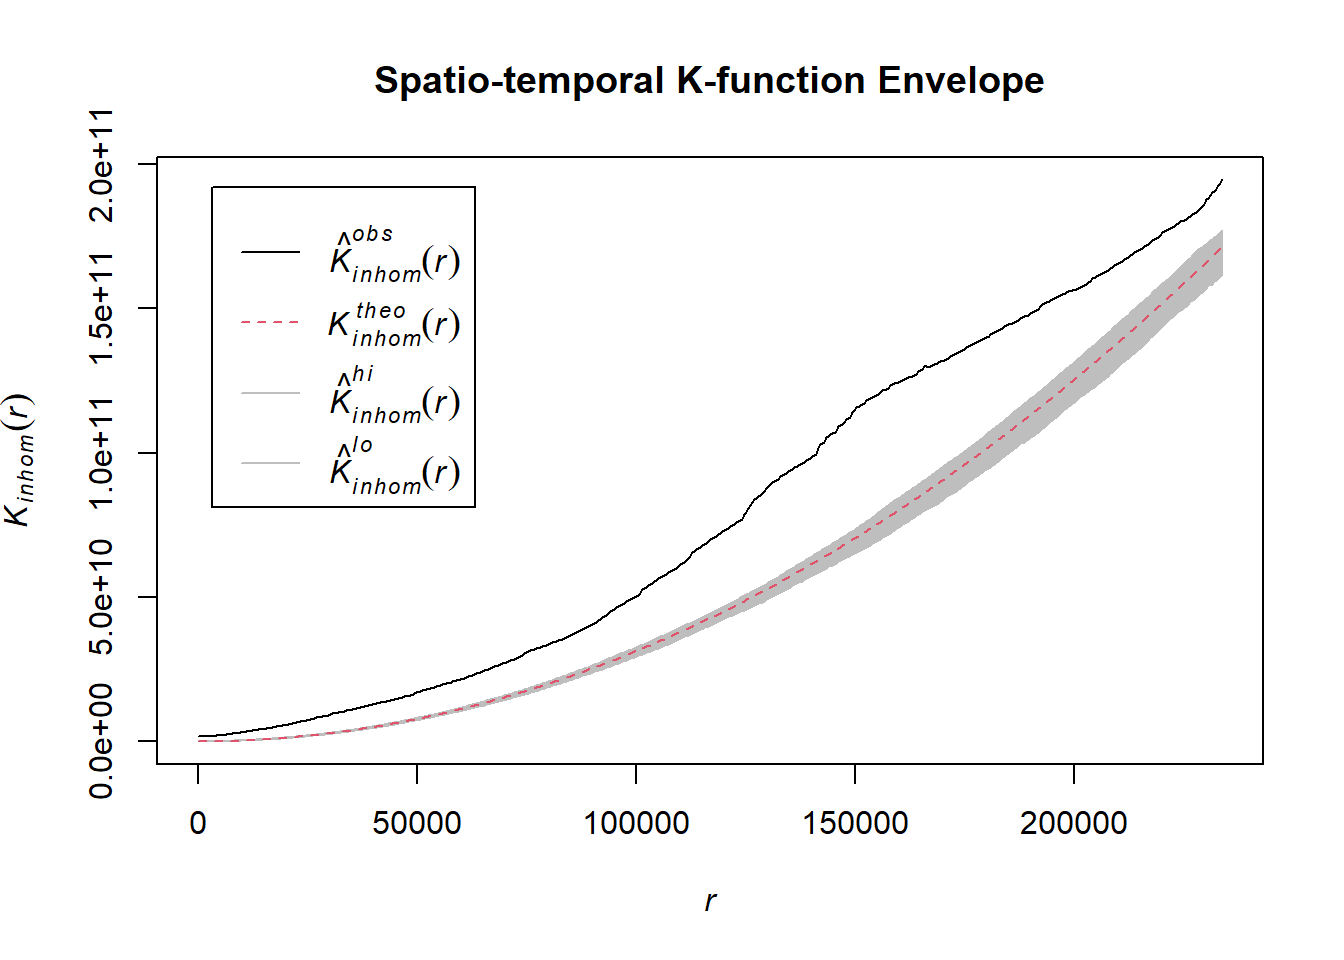 Spatio-temporal K-function Envelope
2.0e+11
1.5e+11
1.0e+11
5.0e+10
0.0e+00
K_inhom(r)
K̂^obs_inhom(r)
K^theo_inhom(r)
K̂^hi_inhom(r)
K̂^lo_inhom(r)
0 50000 100000 150000 200000
r